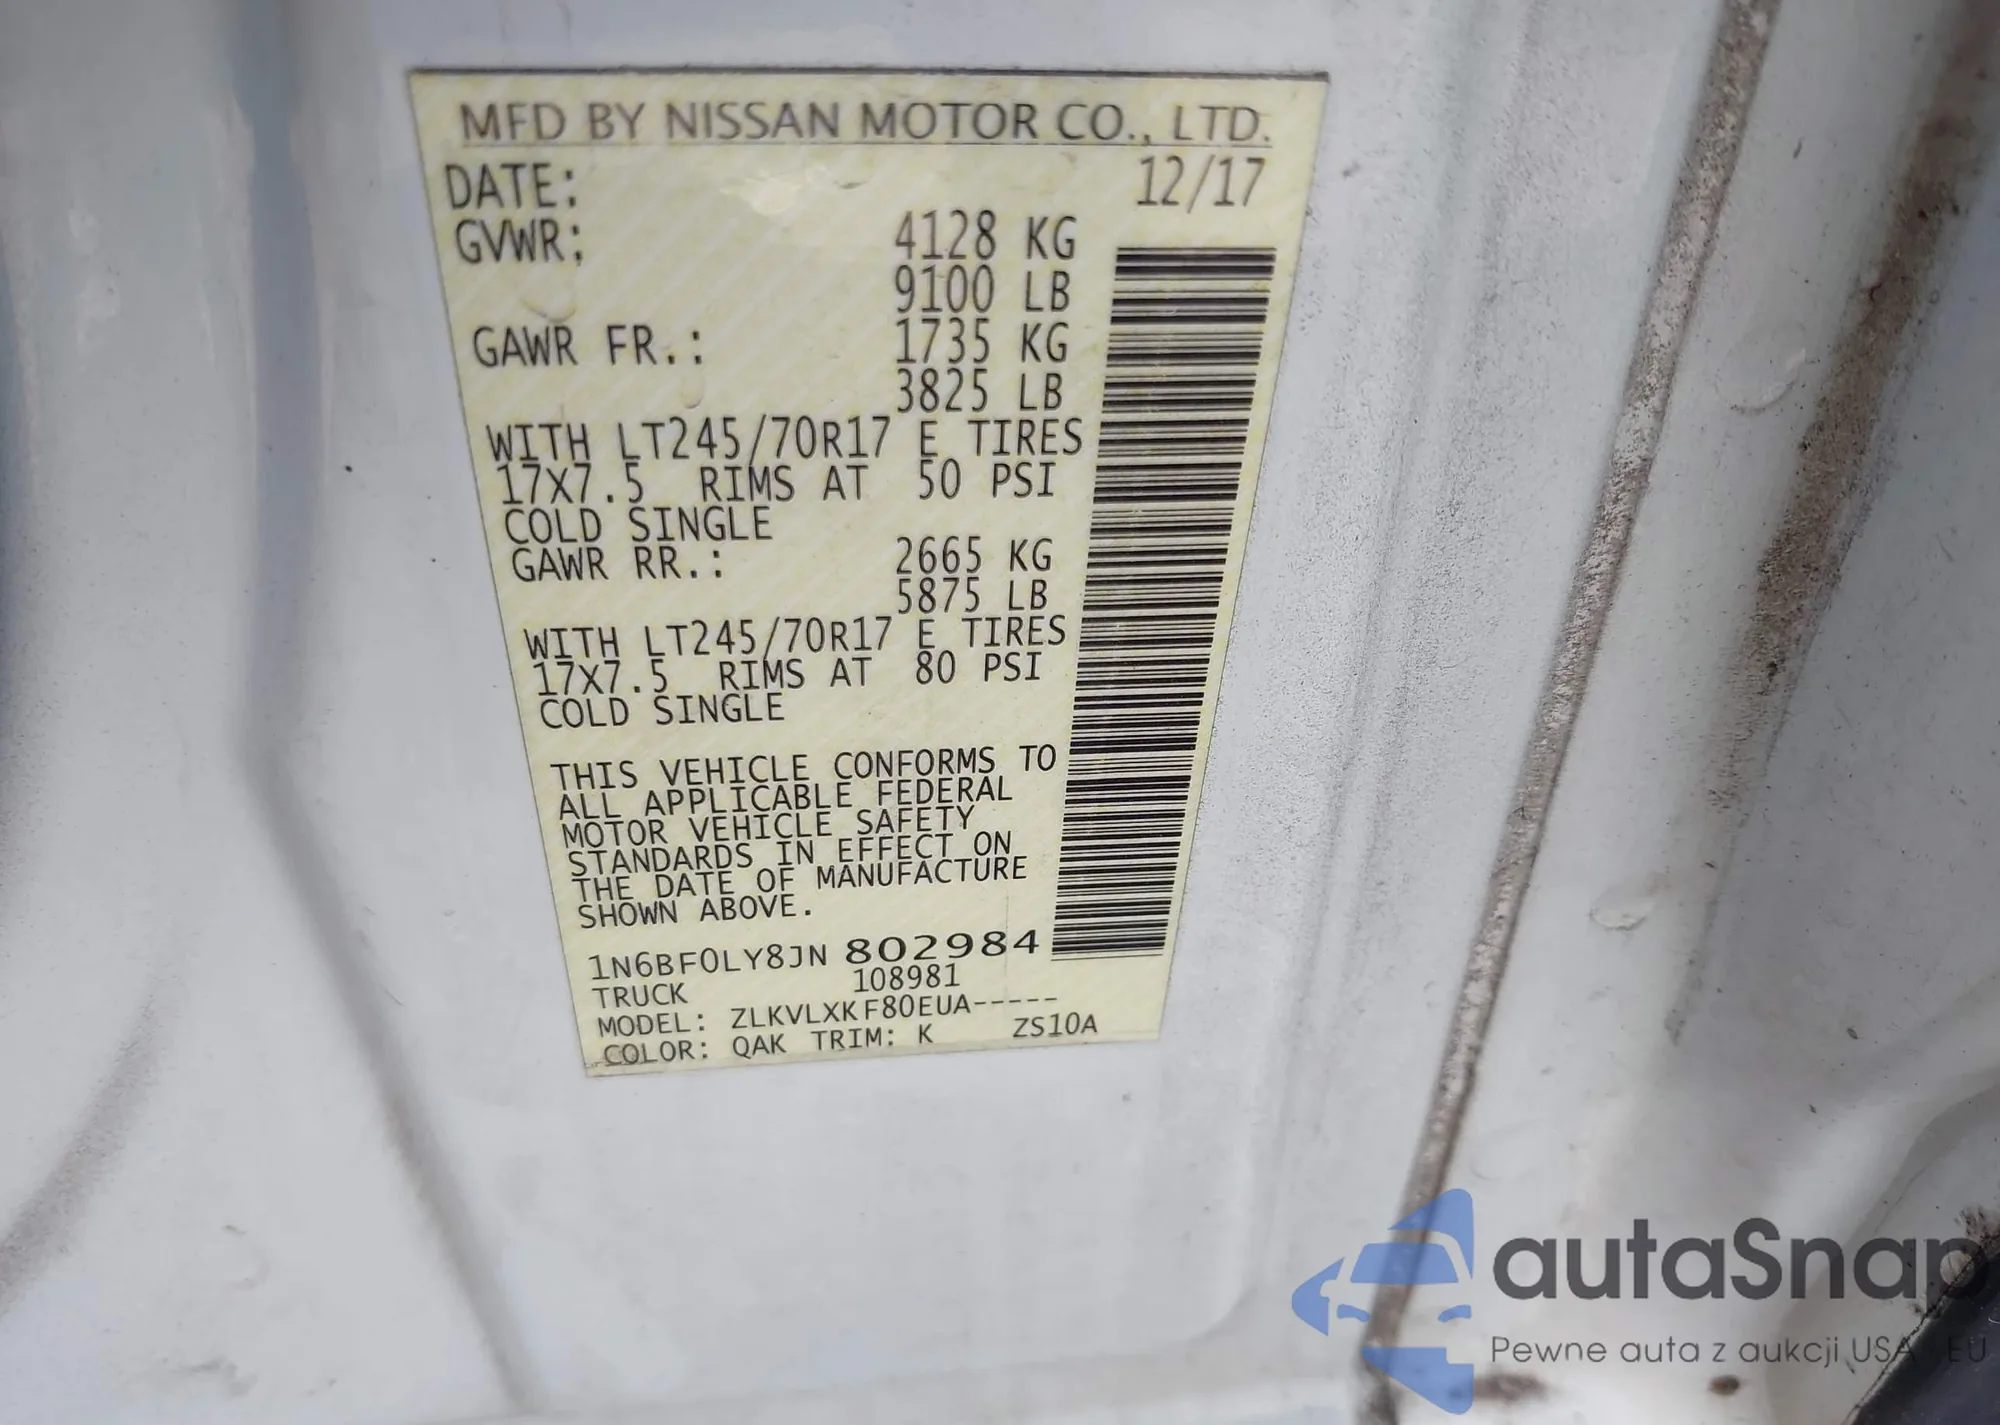 MFD BY NISSAN MOTOR CO., LTD.
DATE: 12/17
GVWR: 4128 KG
9100 LB
GAWR FR.: 1735 KG
3825 LB
WITH LT245/70R17 E TIRES
17X7.5 RIMS AT 50 PSI
COLD SINGLE
GAWR RR.: 2665 KG
5875 LB
WITH LT245/70R17 E TIRES
17X7.5 RIMS AT 80 PSI
COLD SINGLE
THIS VEHICLE CONFORMS TO
ALL APPLICABLE FEDERAL
MOTOR VEHICLE SAFETY
STANDARDS IN EFFECT ON
THE DATE OF MANUFACTURE
SHOWN ABOVE.
1N6BF0LY8JN 802984
TRUCK 108981
MODEL: ZLKVLXKF80EUA-----
COLOR: QAK TRIM: K ZS10A
autaSnap
Pewne auta z aukcji USA EU